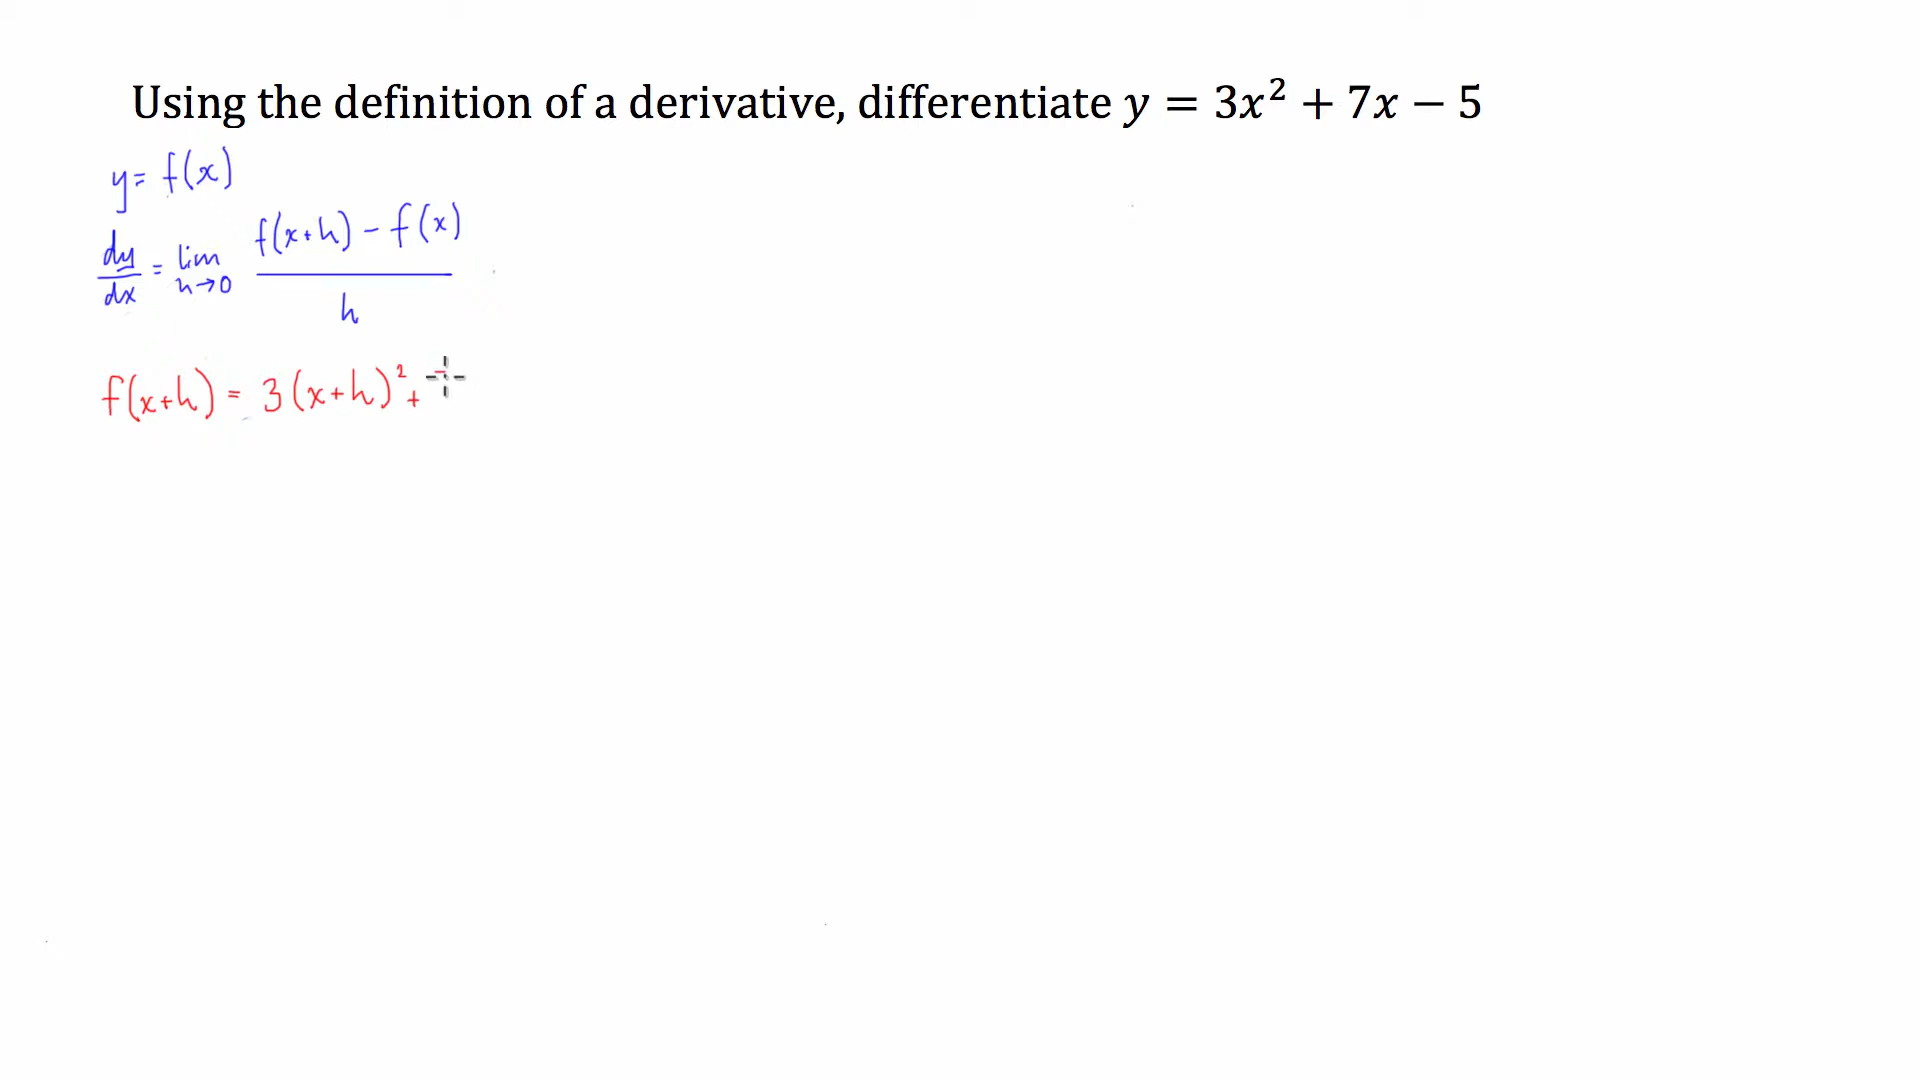 Using the definition of a derivative, differentiate y = 3x² + 7x − 5
y = f(x)
dy/dx = lim h→0 (f(x+h) − f(x))/h
f(x+h) = 3(x+h)² +